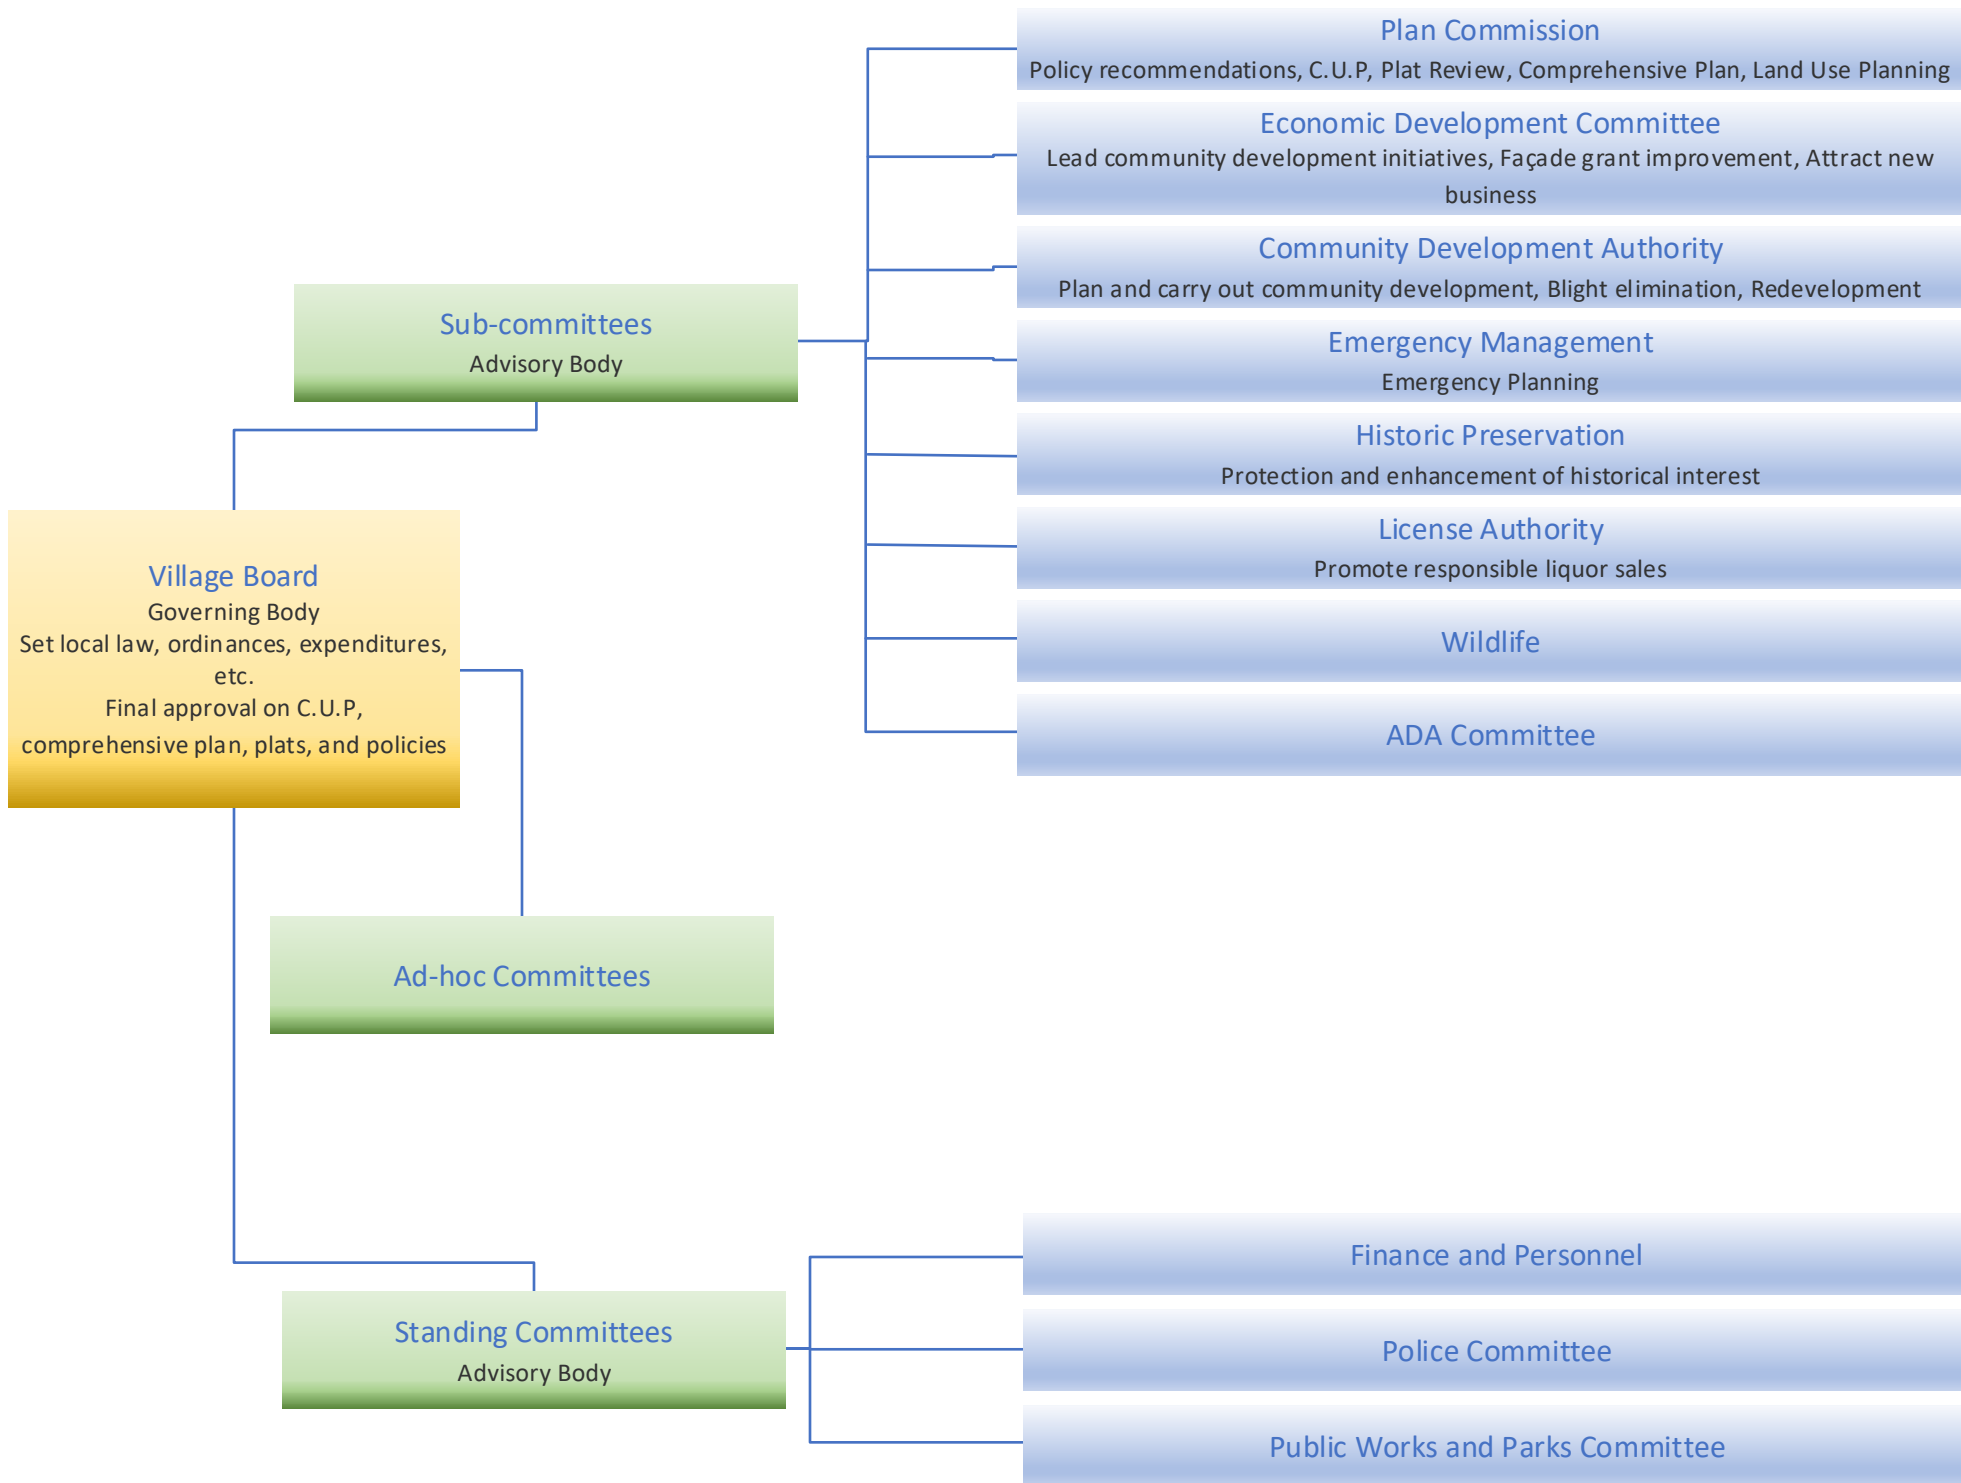 Plan Commission
Policy recommendations, C.U.P, Plat Review, Comprehensive Plan, Land Use Planning
Economic Development Committee
Lead community development initiatives, Façade grant improvement, Attract new
business
Community Development Authority
Plan and carry out community development, Blight elimination, Redevelopment
Sub-committees
Advisory Body
Emergency Management
Emergency Planning
Historic Preservation
Protection and enhancement of historical interest
License Authority
Promote responsible liquor sales
Village Board
Governing Body
Set local law, ordinances, expenditures,
etc.
Final approval on C.U.P,
comprehensive plan, plats, and policies
Wildlife
ADA Committee
Ad-hoc Committees
Finance and Personnel
Standing Committees
Advisory Body
Police Committee
Public Works and Parks Committee